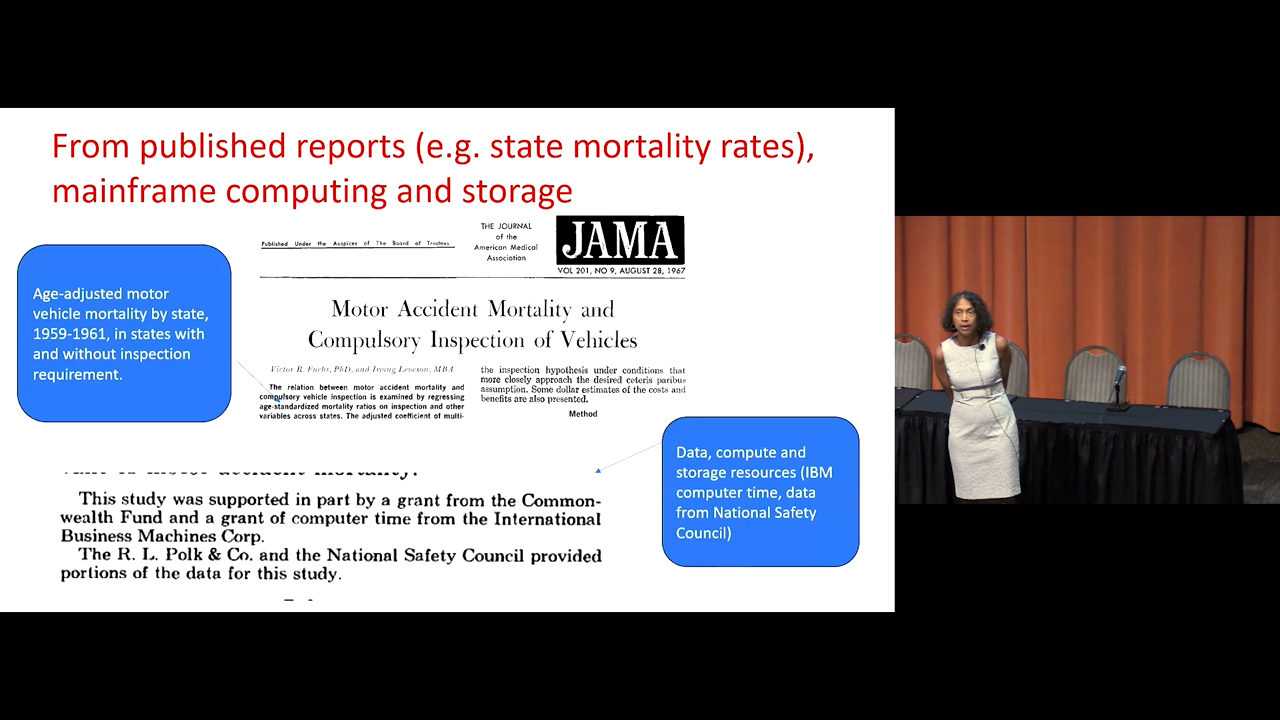 From published reports (e.g. state mortality rates),
mainframe computing and storage
Published Under the Auspices of The Board of Trustees
THE JOURNAL
of the
American Medical
Association
JAMA
VOL 201, NO 9, AUGUST 28, 1967
Age-adjusted motor
vehicle mortality by state,
1959-1961, in states with
and without inspection
requirement.
Motor Accident Mortality and
Compulsory Inspection of Vehicles
Victor R. Fuchs, PhD, and Irving Leveson, MBA
The relation between motor accident mortality and
compulsory vehicle inspection is examined by regressing
age-standardized mortality ratios on inspection and other
variables across states. The adjusted coefficient of multi-
the inspection hypothesis under conditions that
more closely approach the desired ceteris paribus
assumption. Some dollar estimates of the costs and
benefits are also presented.
Method
motor accident mortality.
This study was supported in part by a grant from the Common-
wealth Fund and a grant of computer time from the International
Business Machines Corp.
The R. L. Polk & Co. and the National Safety Council provided
portions of the data for this study.
Data, compute and
storage resources (IBM
computer time, data
from National Safety
Council)